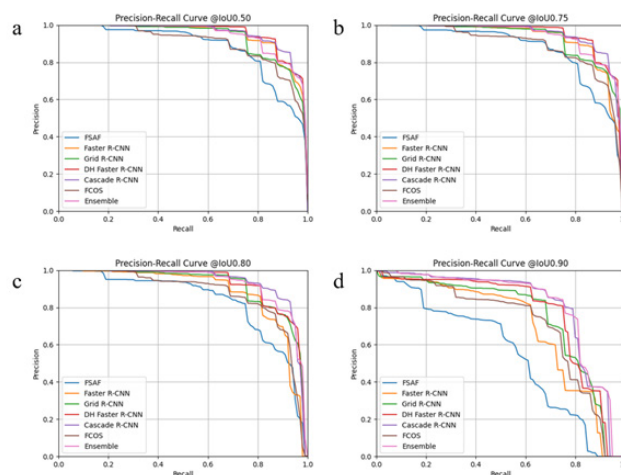 a
Precision-Recall Curve @IoU0.50
1.0
0.8
0.6
0.4
0.2
0.0
Precision
FSAF
Faster R-CNN
Grid R-CNN
DH Faster R-CNN
Cascade R-CNN
FCOS
Ensemble
0.0 0.2 0.4 0.6 0.8 1.0
Recall
b
Precision-Recall Curve @IoU0.75
1.0
0.8
0.6
0.4
0.2
0.0
Precision
FSAF
Faster R-CNN
Grid R-CNN
DH Faster R-CNN
Cascade R-CNN
FCOS
Ensemble
0.0 0.2 0.4 0.6 0.8
Recall
c
Precision-Recall Curve @IoU0.80
1.0
0.8
0.6
0.4
0.2
0.0
Precision
FSAF
Faster R-CNN
Grid R-CNN
DH Faster R-CNN
Cascade R-CNN
FCOS
Ensemble
0.0 0.2 0.4 0.6 0.8 1.0
Recall
d
Precision-Recall Curve @IoU0.90
1.0
0.8
0.6
0.4
0.2
0.0
Precision
FSAF
Faster R-CNN
Grid R-CNN
DH Faster R-CNN
Cascade R-CNN
FCOS
Ensemble
0.0 0.2 0.4 0.6 0.8
Recall